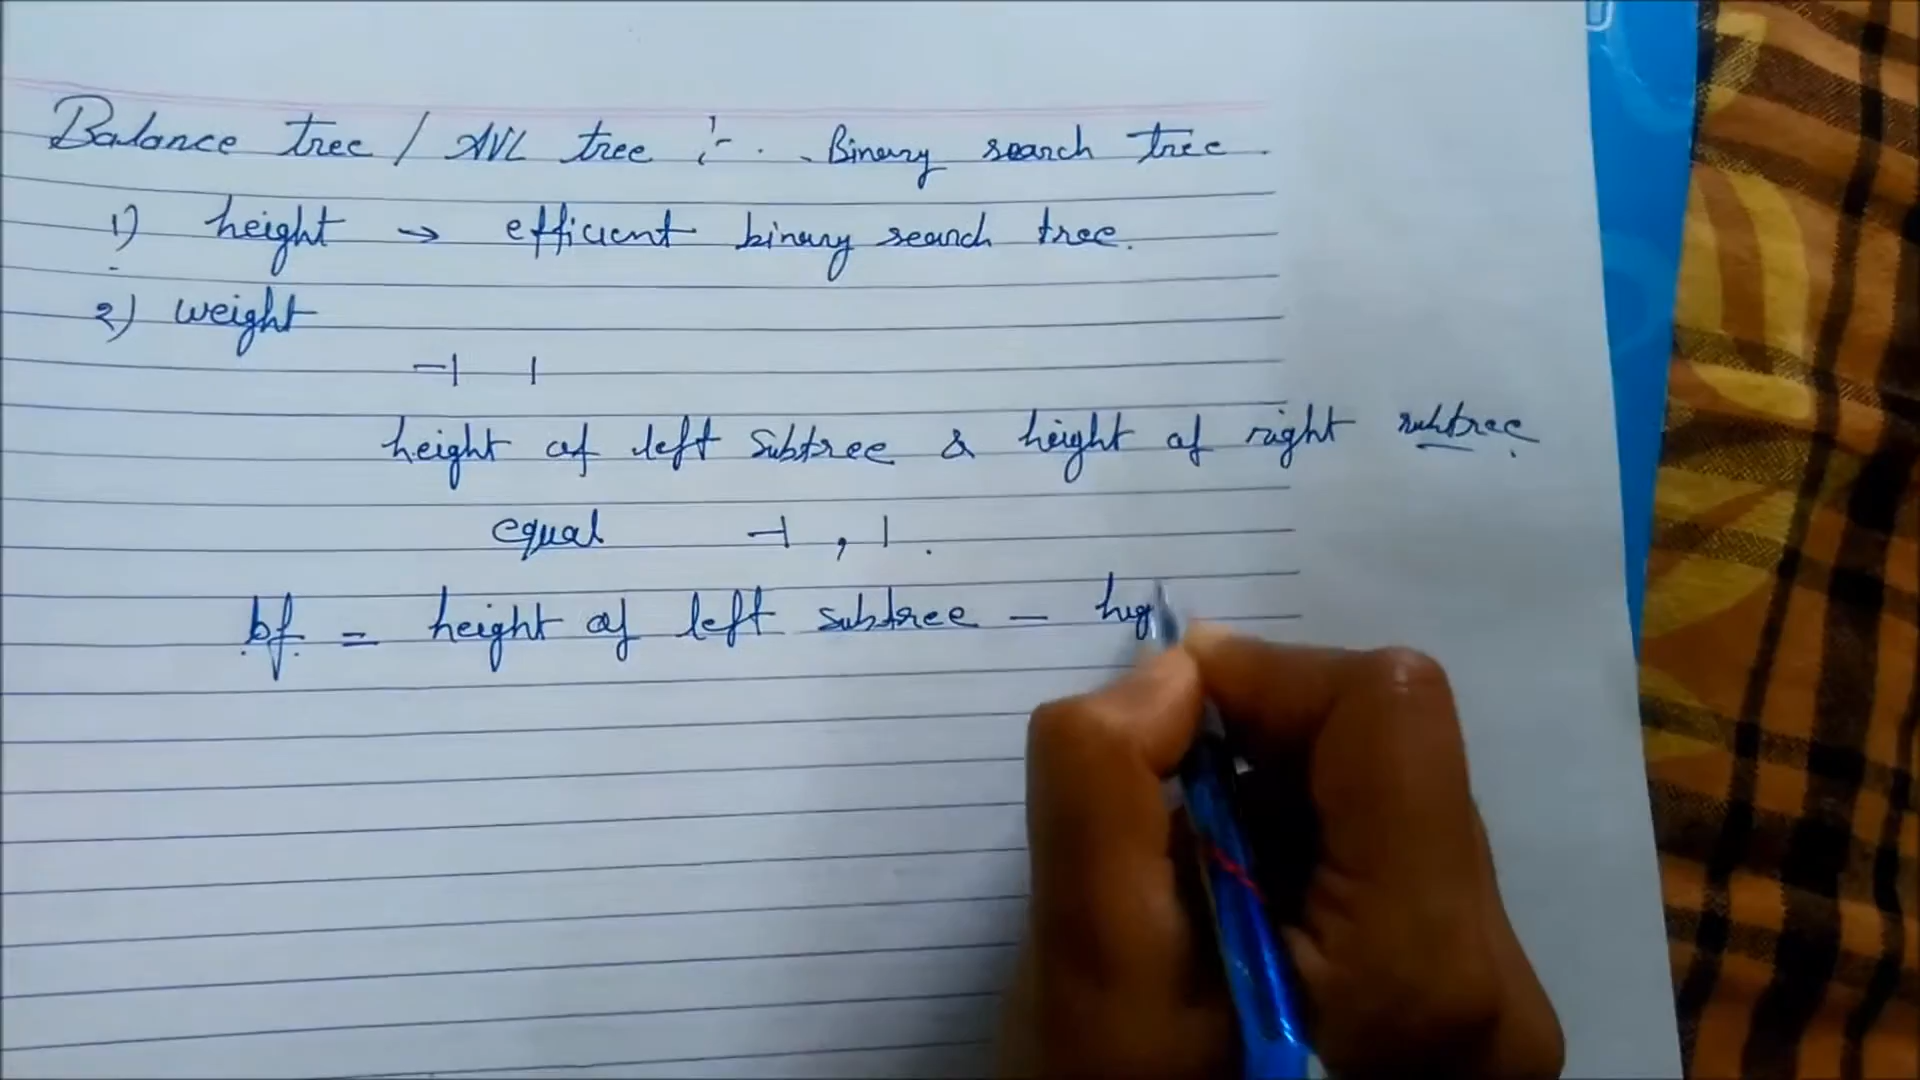 Balance tree / AVL tree :- . . Binary search tree.
1) height → efficient binary search tree.
2) weight
-1 1
height of left subtree & height of right subtree.
equal -1 , 1 .
bf = height of left subtree - hig